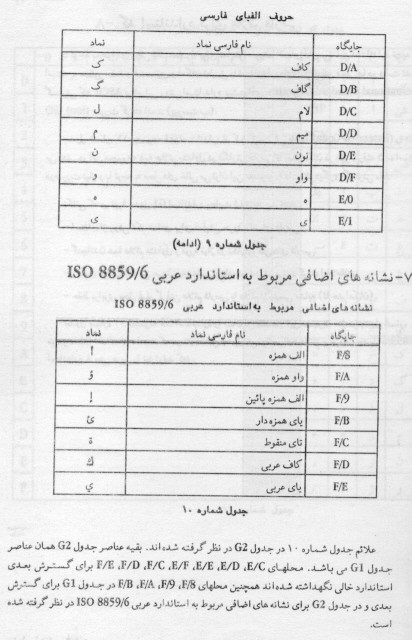 حروف الفبای فارسی
جایگاه نام فارسی نماد نماد
D/A کاف ک
D/B گاف گ
D/C لام ل
D/D میم م
D/E نون ن
D/F واو و
E/0 ه ه
E/1 ی ی
جدول شماره ۹ (ادامه)
۷-نشانه های اضافی مربوط به استاندارد عربی ISO 8859/6
نشانه های اضافی مربوط به استاندارد عربی ISO 8859/6
جایگاه نام فارسی نماد نماد
F/8 الف همزه أ
F/A واو همزه ؤ
F/9 الف همزه پائین إ
F/B یای همزه دار ئ
F/C تای منقوط ة
F/D کاف عربی ك
F/E یای عربی ي
جدول شماره ۱۰
علائم جدول شماره ۱۰ در جدول G2 در نظر گرفته شده اند. بقیه عناصر جدول G2 همان عناصر
جدول G1 می باشد. محلهای F/E ،F/D ،F/C ،E/F ،E/E ،E/D ،E/C برای گسترش بعدی
استاندارد خالی نگهداشته شده اند همچنین محلهای F/B ،F/A ،F/9 ،F/8 در جدول G1 برای گسترش
بعدی و در جدول G2 برای نشانه های اضافی مربوط به استاندارد عربی ISO 8859/6 در نظر گرفته شده
است.